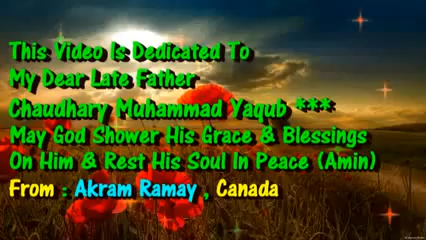 This Video Is Dedicated To
My Dear Late Father
Chaudhary Muhammad Yaqub ***
May God Shower His Grace & Blessings
On Him & Rest His Soul In Peace (Amin)
From : Akram Ramay , Canada